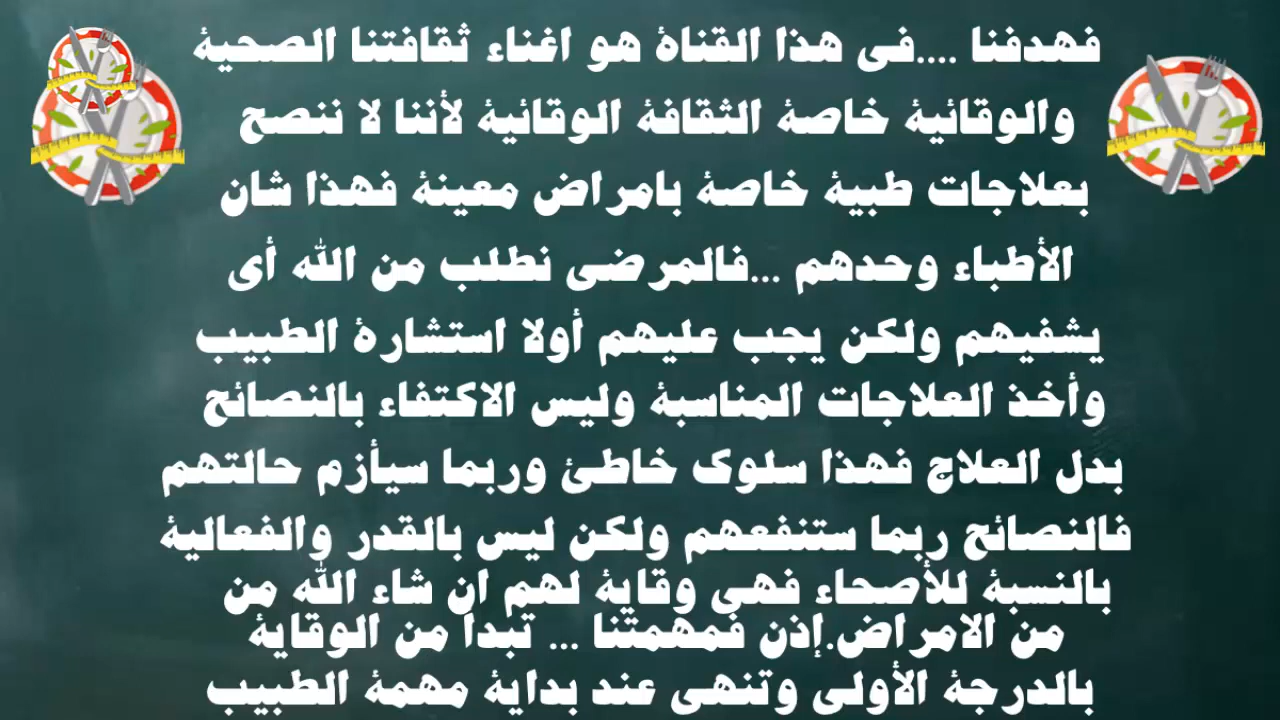 فهدفنا ....فى هذا القناة هو اغناء ثقافتنا الصحية
والوقائية خاصة الثقافة الوقائية لأننا لا ننصح
بعلاجات طبية خاصة بامراض معينة فهذا شان
الأطباء وحدهم ...فالمرضى نطلب من الله أى
يشفيهم ولكن يجب عليهم أولا استشارة الطبيب
وأخذ العلاجات المناسبة وليس الاكتفاء بالنصائح
بدل العلاج فهذا سلوك خاطئ وربما سيأزم حالتهم
فالنصائح ربما ستنفعهم ولكن ليس بالقدر والفعالية
بالنسبة للأصحاء فهى وقاية لهم ان شاء الله من
من الامراض.إذن فمهمتنا ... تبدا من الوقاية
بالدرجة الأولى وتنهى عند بداية مهمة الطبيب